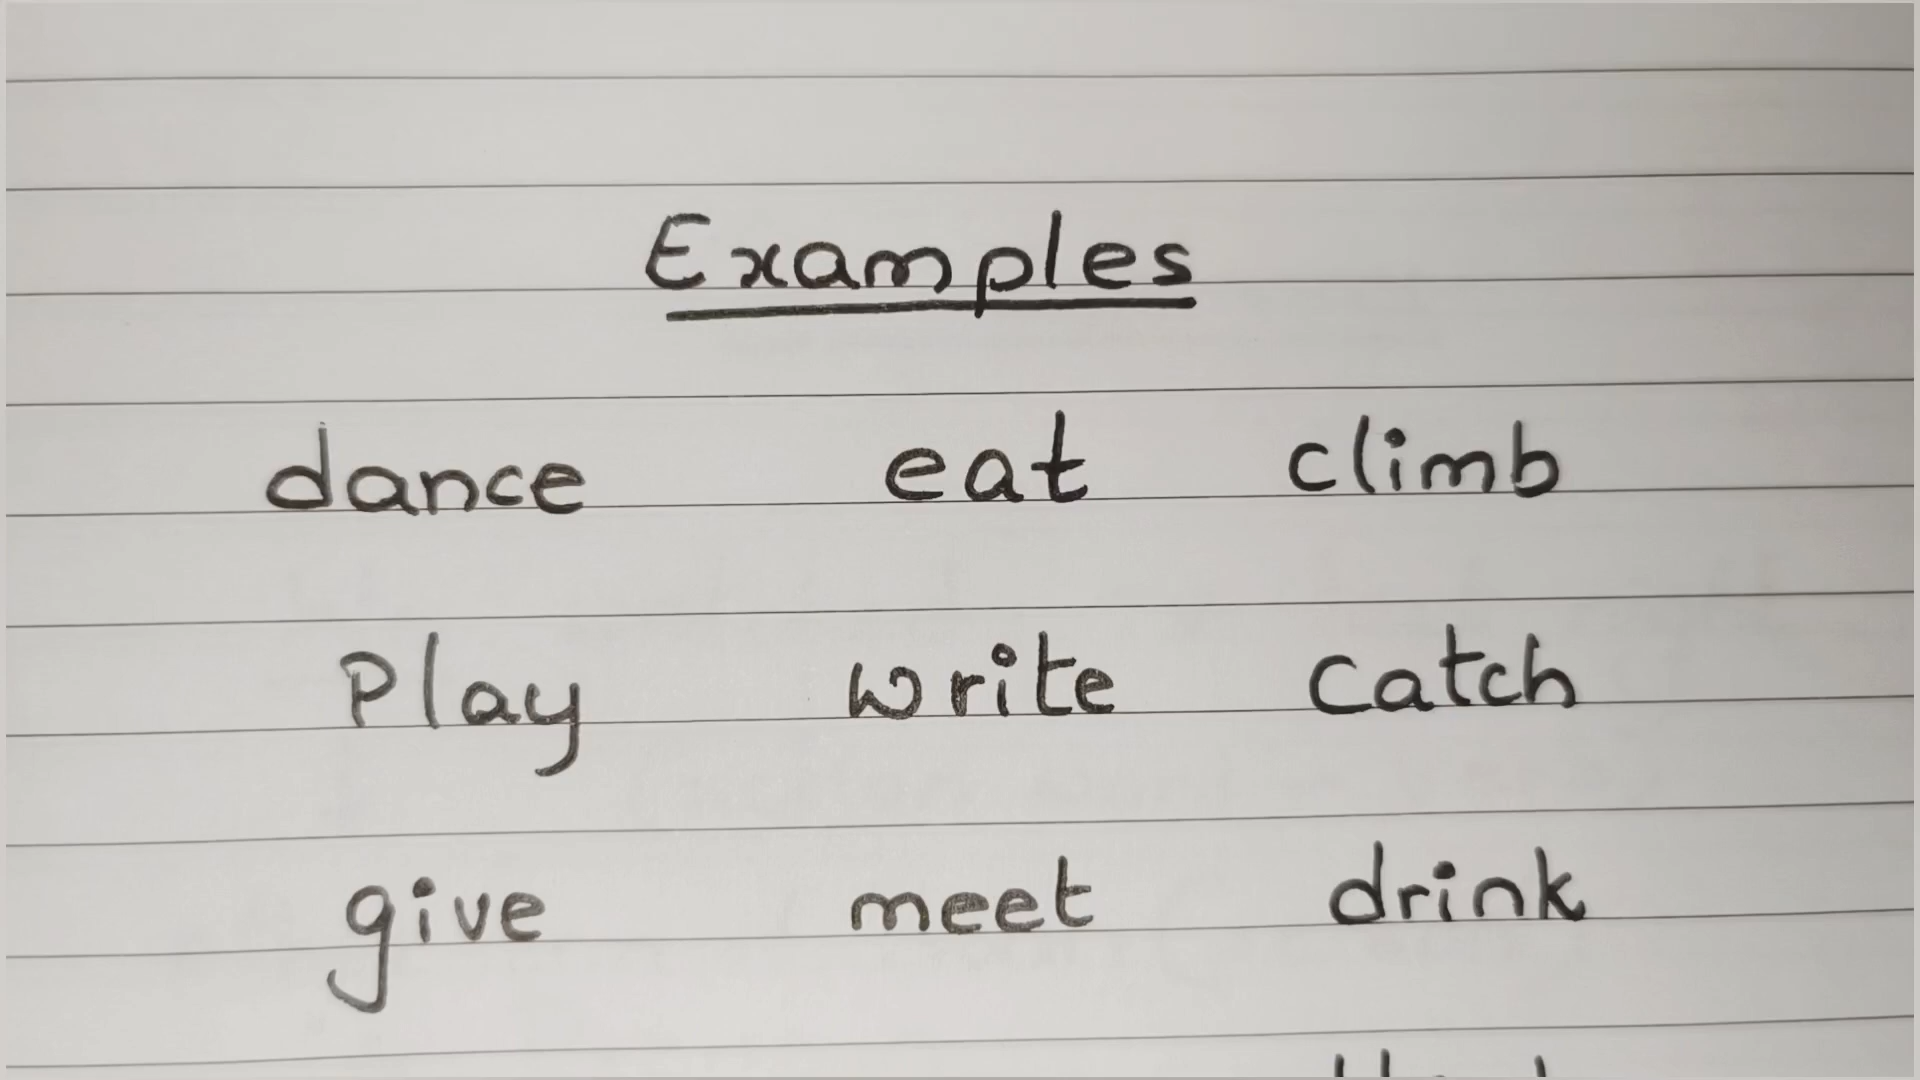 Examples
dance eat climb
Play write catch
give meet drink